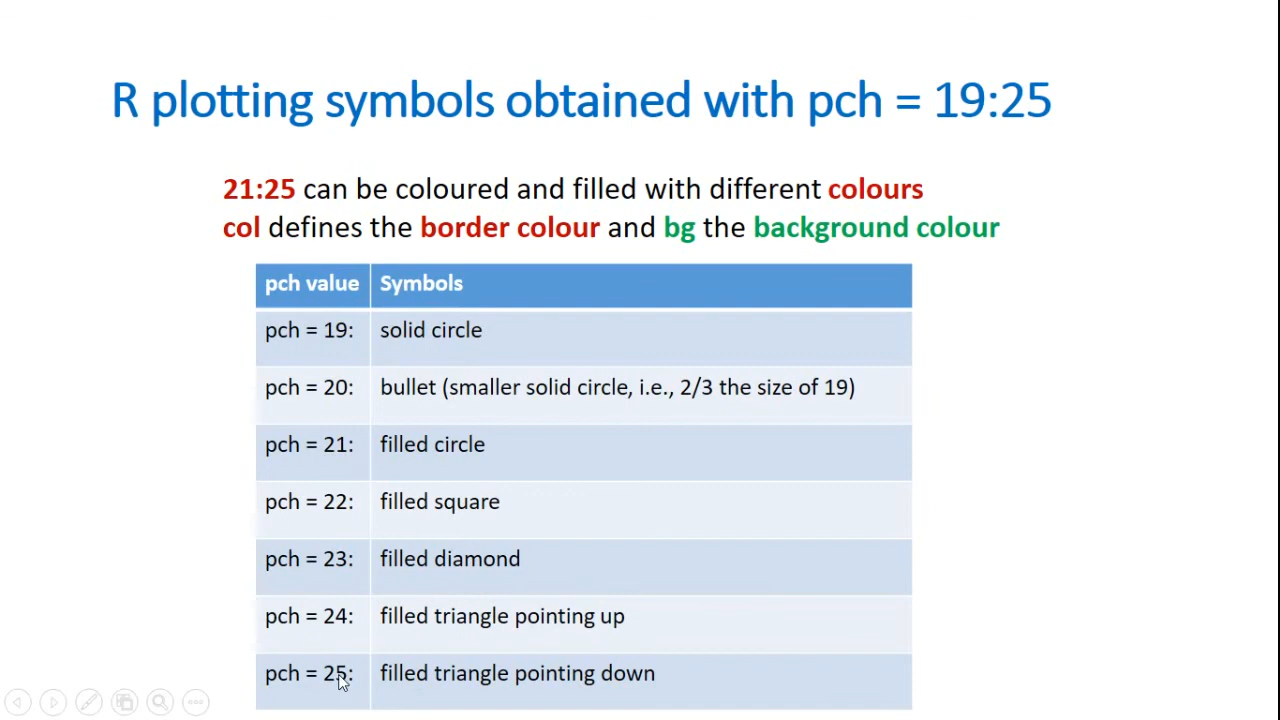 R plotting symbols obtained with pch = 19:25
21:25 can be coloured and filled with different colours
col defines the border colour and bg the background colour
pch value Symbols
pch = 19: solid circle
pch = 20: bullet (smaller solid circle, i.e., 2/3 the size of 19)
pch = 21: filled circle
pch = 22: filled square
pch = 23: filled diamond
pch = 24: filled triangle pointing up
pch = 25: filled triangle pointing down